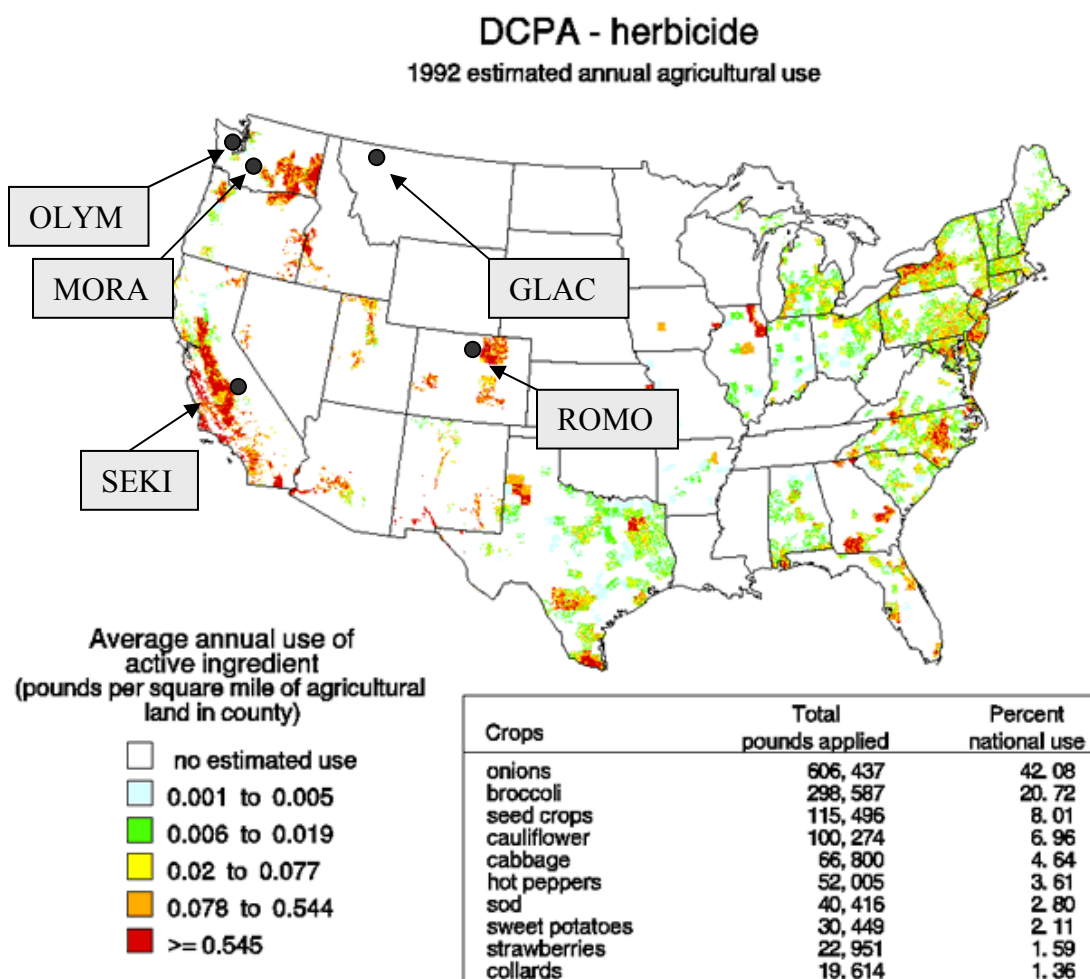 DCPA - herbicide
1992 estimated annual agricultural use
OLYM
MORA
GLAC
ROMO
SEKI
Average annual use of
active ingredient
(pounds per square mile of agricultural
land in county)
no estimated use
0.001 to 0.005
0.006 to 0.019
0.02 to 0.077
0.078 to 0.544
>= 0.545
Crops Total pounds applied Percent national use
onions 606, 437 42. 08
broccoli 298, 587 20. 72
seed crops 115, 496 8. 01
cauliflower 100, 274 6. 96
cabbage 66, 800 4. 64
hot peppers 52, 005 3. 61
sod 40, 416 2. 80
sweet potatoes 30, 449 2. 11
strawberries 22, 951 1. 59
collards 19, 614 1. 36